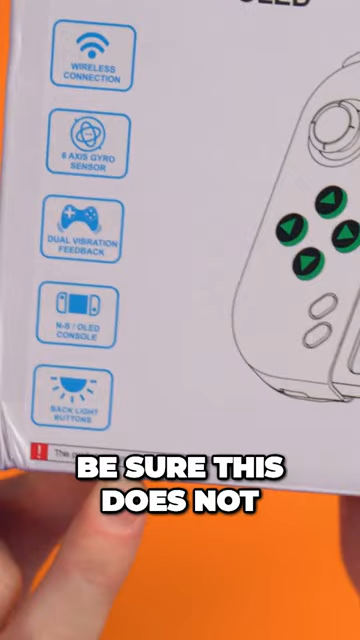 OLED
WIRELESS
CONNECTION
6 AXIS GYRO
SENSOR
DUAL VIBRATION
FEEDBACK
N-S / OLED
CONSOLE
BACK LIGHT
BUTTONS
This
BE SURE THIS
DOES NOT